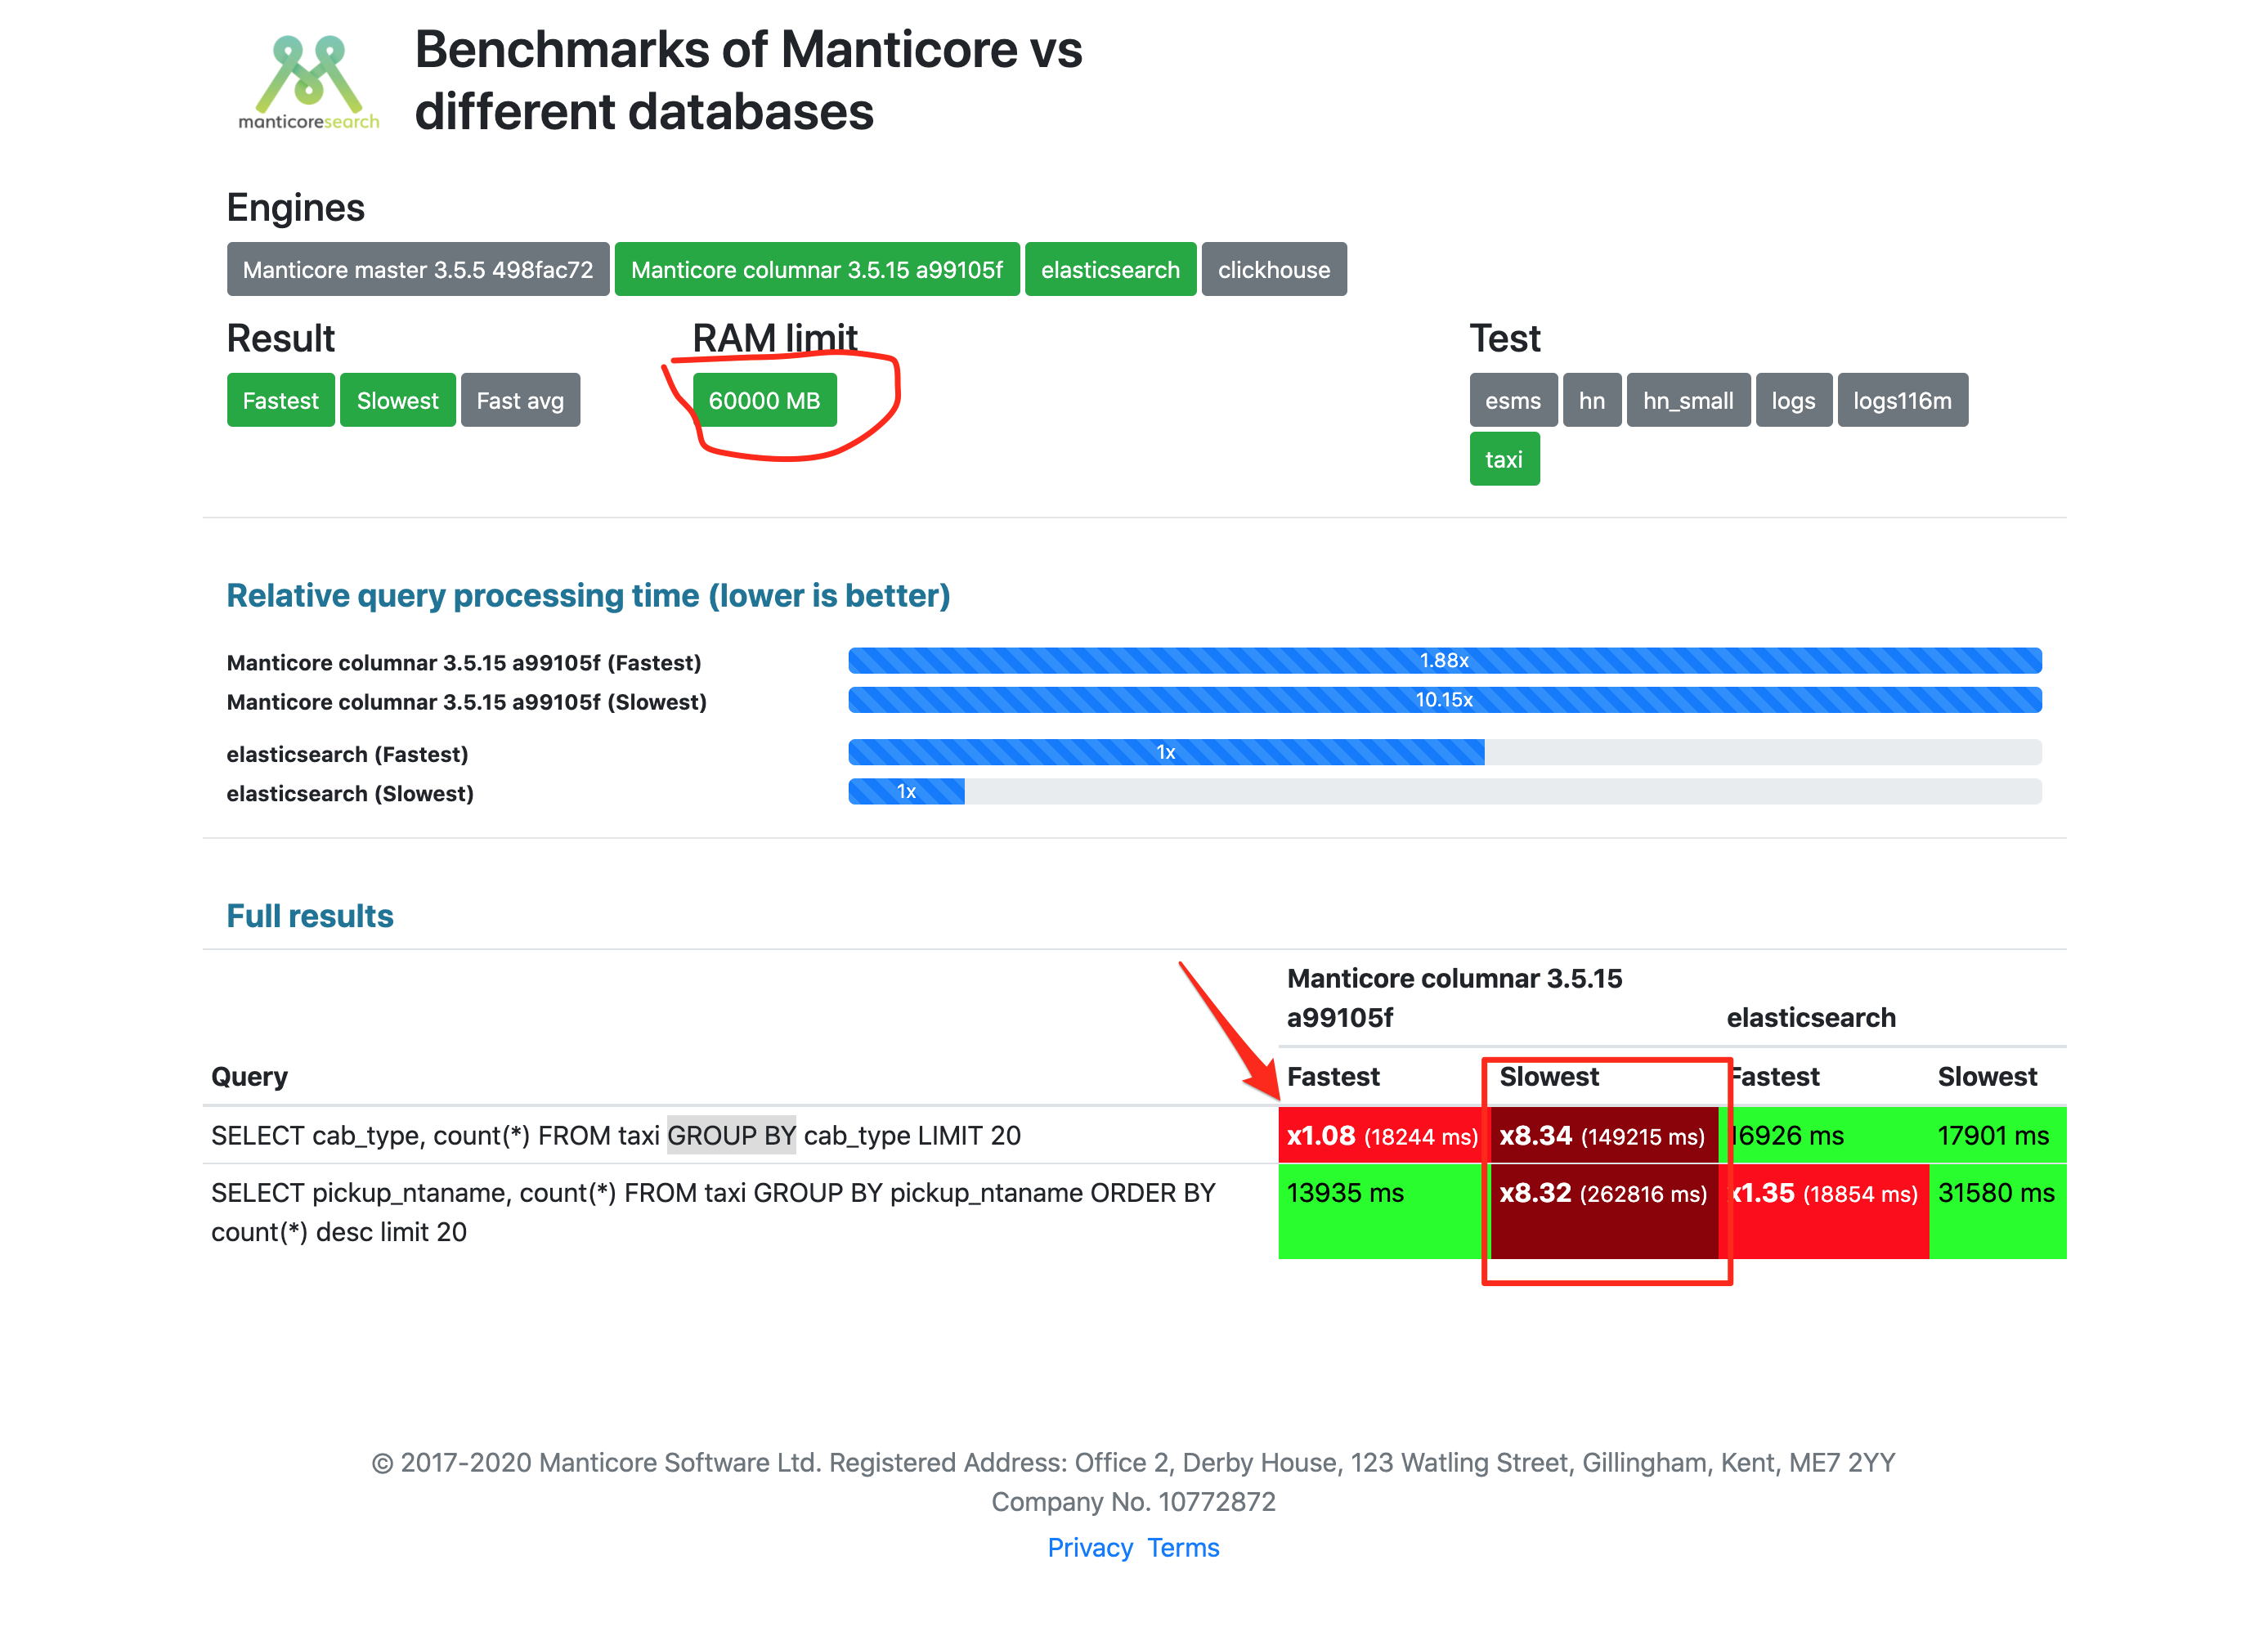 manticoresearch
Benchmarks of Manticore vs
different databases
Engines
Manticore master 3.5.5 498fac72
Manticore columnar 3.5.15 a99105f
elasticsearch
clickhouse
Result
RAM limit
Test
Fastest
Slowest
Fast avg
60000 MB
esms
hn
hn_small
logs
logs116m
taxi
Relative query processing time (lower is better)
Manticore columnar 3.5.15 a99105f (Fastest)
1.88x
Manticore columnar 3.5.15 a99105f (Slowest)
10.15x
elasticsearch (Fastest)
1x
elasticsearch (Slowest)
1x
Full results
Manticore columnar 3.5.15
a99105f
elasticsearch
Query
Fastest
Slowest
Fastest
Slowest
SELECT cab_type, count(*) FROM taxi GROUP BY cab_type LIMIT 20
x1.08 (18244 ms)
x8.34 (149215 ms)
16926 ms
17901 ms
SELECT pickup_ntaname, count(*) FROM taxi GROUP BY pickup_ntaname ORDER BY
count(*) desc limit 20
13935 ms
x8.32 (262816 ms)
x1.35 (18854 ms)
31580 ms
© 2017-2020 Manticore Software Ltd. Registered Address: Office 2, Derby House, 123 Watling Street, Gillingham, Kent, ME7 2YY
Company No. 10772872
Privacy Terms